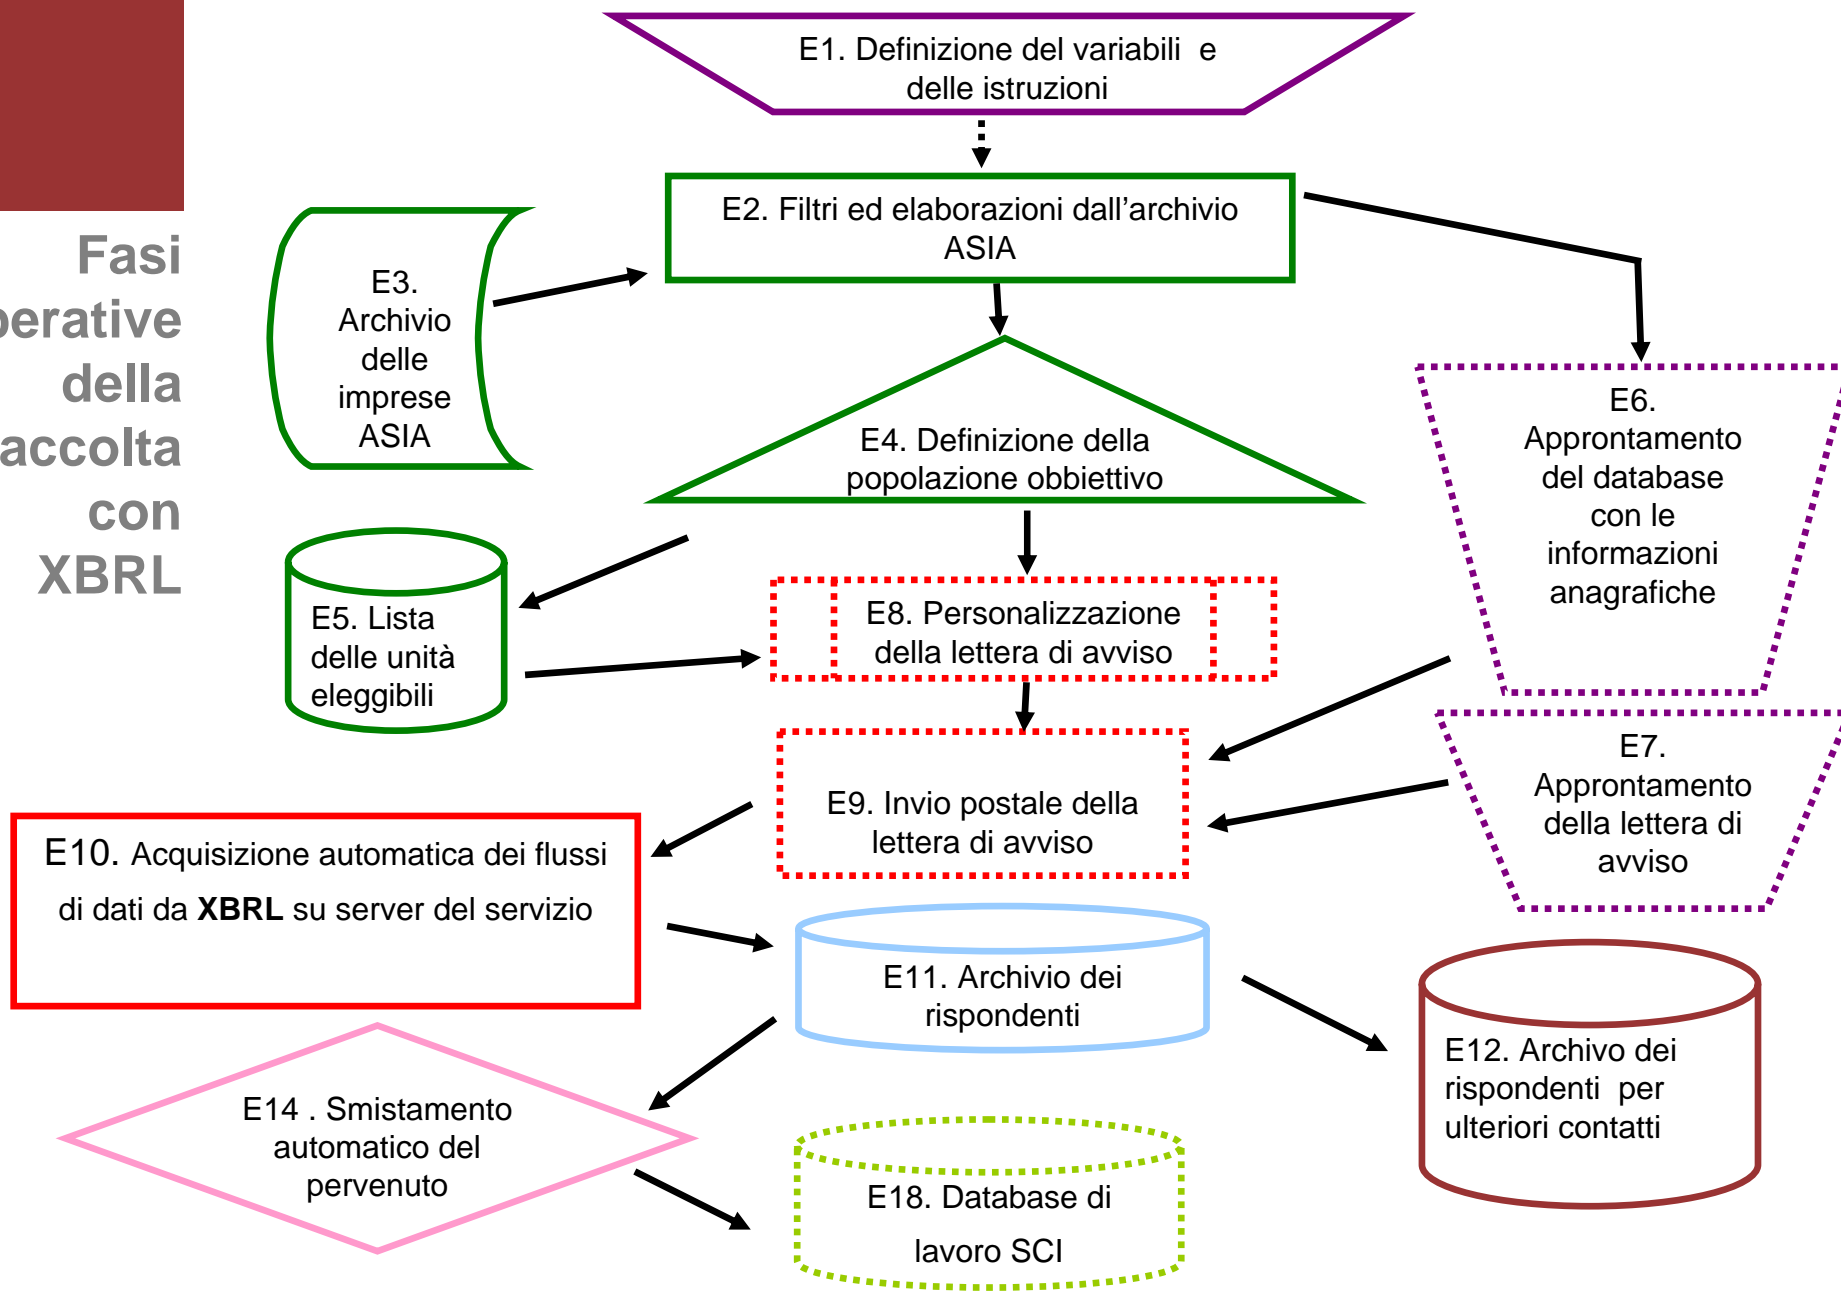 E1. Definizione del variabili e
delle istruzioni
E2. Filtri ed elaborazioni dall'archivio
ASIA
Fasi
perative
della
accolta
con
XBRL
E3.
Archivio
delle
imprese
ASIA
E4. Definizione della
popolazione obbiettivo
E6.
Approntamento
del database
con le
informazioni
anagrafiche
E5. Lista
delle unità
eleggibili
E8. Personalizzazione
della lettera di avviso
E7.
Approntamento
della lettera di
avviso
E9. Invio postale della
lettera di avviso
E10. Acquisizione automatica dei flussi
di dati da XBRL su server del servizio
E11. Archivio dei
rispondenti
E12. Archivo dei
rispondenti per
ulteriori contatti
E14 . Smistamento
automatico del
pervenuto
E18. Database di
lavoro SCI